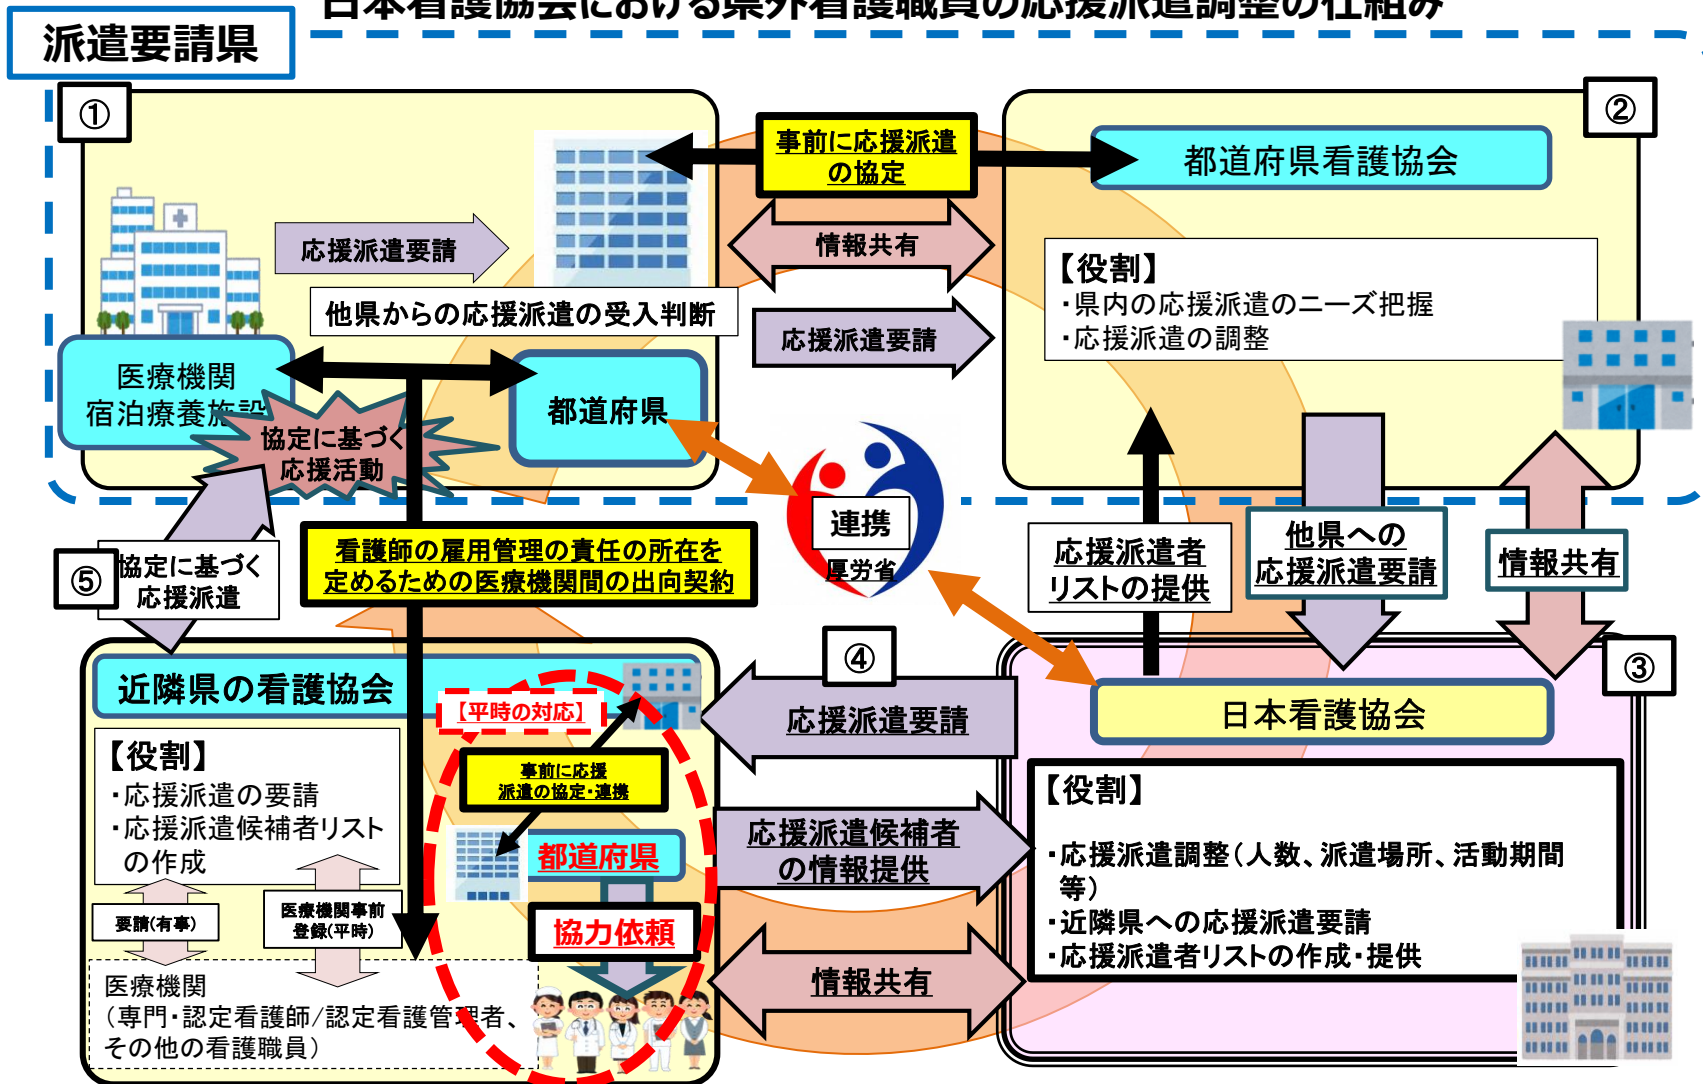 日本看護協会における県外看護職員の応援派遣調整の仕組み
派遣要請県
①
応援派遣要請
他県からの応援派遣の受入判断
医療機関
宿泊療養施設
都道府県
協定に基づく
応援活動
事前に応援派遣
の協定
情報共有
応援派遣要請
②
都道府県看護協会
【役割】
・県内の応援派遣のニーズ把握
・応援派遣の調整
連携
厚労省
応援派遣者
リストの提供
他県への
応援派遣要請
情報共有
⑤
協定に基づく
応援派遣
看護師の雇用管理の責任の所在を
定めるための医療機関間の出向契約
近隣県の看護協会
【平時の対応】
【役割】
・応援派遣の要請
・応援派遣候補者リスト
の作成
事前に応援
派遣の協定・連携
都道府県
協力依頼
要請(有事)
医療機関事前
登録(平時)
医療機関
（専門・認定看護師/認定看護管理者、
その他の看護職員）
④
応援派遣要請
応援派遣候補者
の情報提供
情報共有
③
日本看護協会
【役割】
・応援派遣調整（人数、派遣場所、活動期間
等）
・近隣県への応援派遣要請
・応援派遣者リストの作成・提供